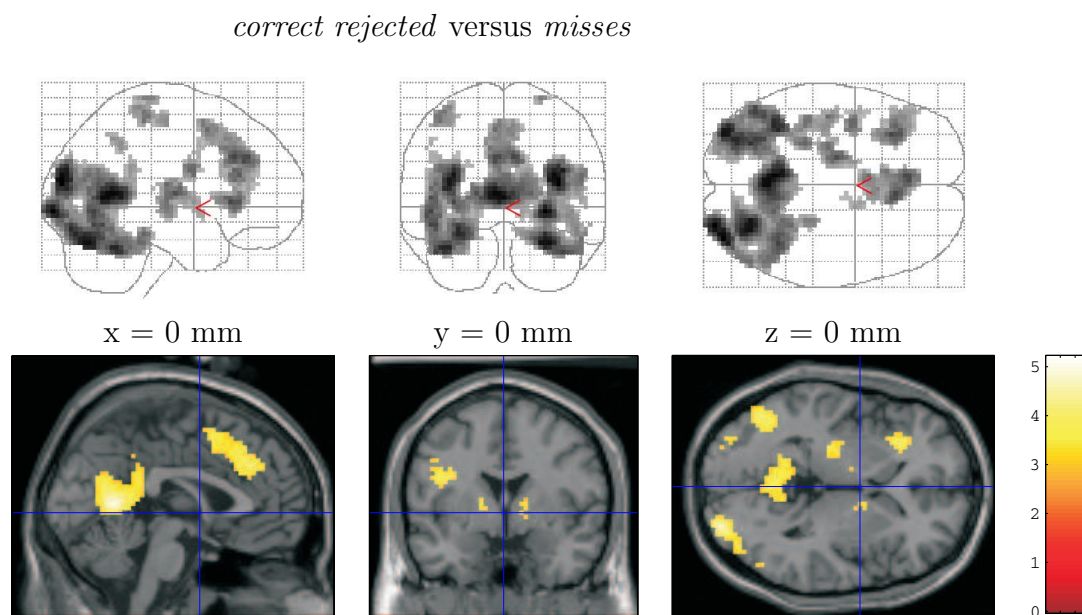 correct rejected versus misses
x = 0 mm
y = 0 mm
z = 0 mm
5
4
3
2
1
0